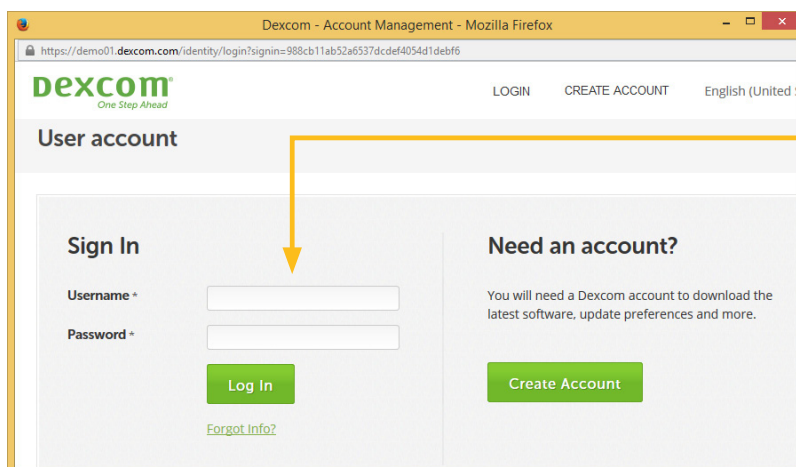 Dexcom - Account Management - Mozilla Firefox
https://demo01.dexcom.com/identity/login?signin=988cb11ab52a6537dcdef4054d1debf6
Dexcom®
One Step Ahead
LOGIN CREATE ACCOUNT English (United
User account
Sign In
Username *
Password *
Log In
Forgot Info?
Need an account?
You will need a Dexcom account to download the
latest software, update preferences and more.
Create Account